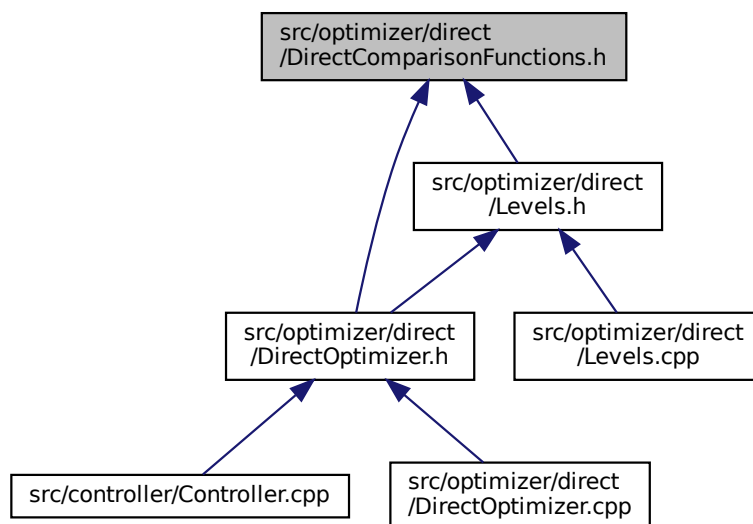 src/optimizer/direct
/DirectComparisonFunctions.h
src/optimizer/direct
/Levels.h
src/optimizer/direct
/DirectOptimizer.h
src/optimizer/direct
/Levels.cpp
src/controller/Controller.cpp
src/optimizer/direct
/DirectOptimizer.cpp